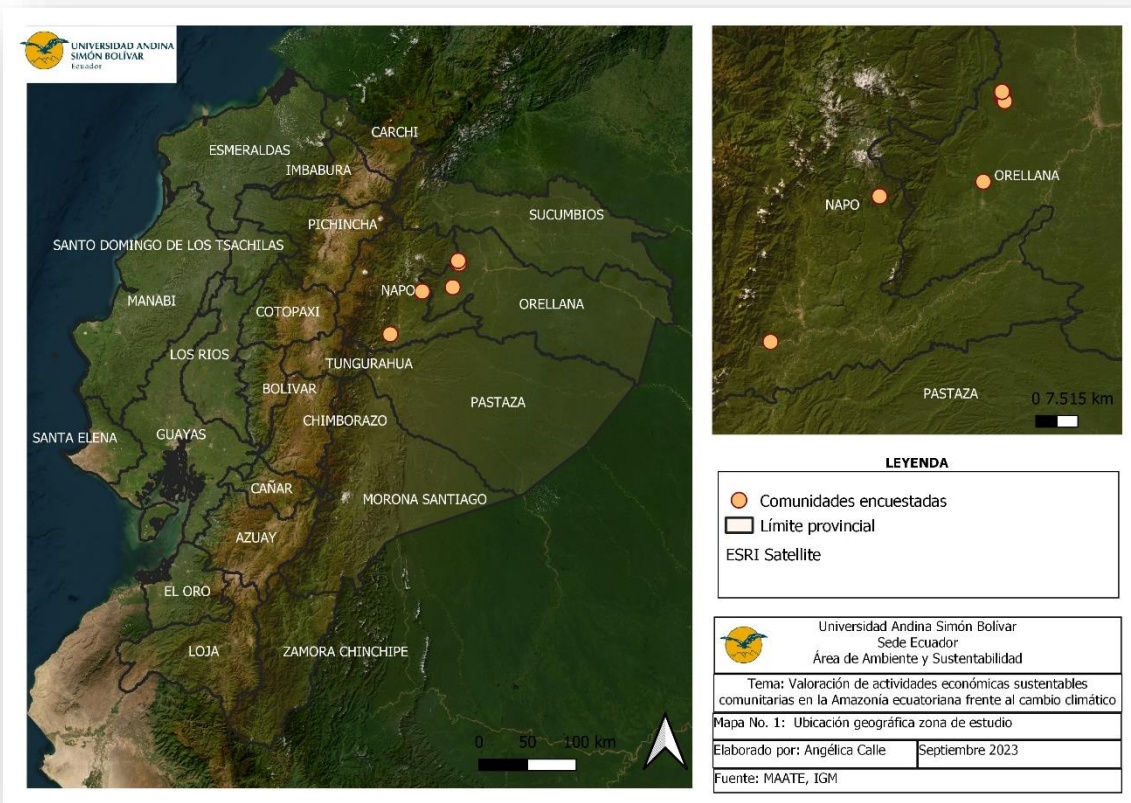 UNIVERSIDAD ANDINA
SIMÓN BOLÍVAR
Ecuador
CARCHI
ESMERALDAS
IMBABURA
SUCUMBIOS
PICHINCHA
SANTO DOMINGO DE LOS TSACHILAS
NAPO
MANABI
ORELLANA
COTOPAXI
LOS RIOS
TUNGURAHUA
BOLIVAR
PASTAZA
CHIMBORAZO
SANTA ELENA
GUAYAS
CAÑAR
MORONA SANTIAGO
AZUAY
EL ORO
LOJA
ZAMORA CHINCHIPE
0 50 100 km
ORELLANA
NAPO
PASTAZA
0 7.515 km
LEYENDA
Comunidades encuestadas
Límite provincial
ESRI Satellite
Universidad Andina Simón Bolívar
Sede Ecuador
Área de Ambiente y Sustentabilidad
Tema: Valoración de actividades económicas sustentables
comunitarias en la Amazonía ecuatoriana frente al cambio climático
Mapa No. 1: Ubicación geográfica zona de estudio
Elaborado por: Angélica Calle
Septiembre 2023
Fuente: MAATE, IGM